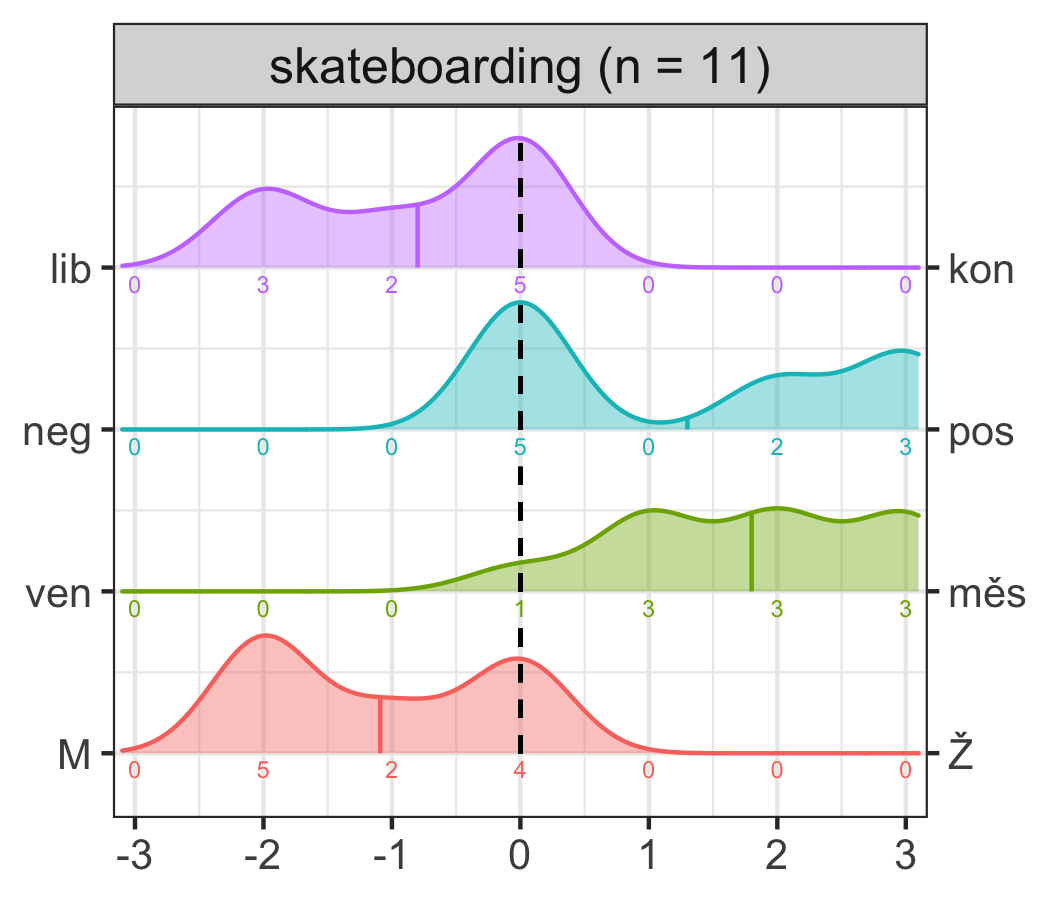 skateboarding (n = 11)
lib kon
0 3 2 5 0 0 0
neg pos
0 0 0 5 0 2 3
ven měs
0 0 0 1 3 3 3
M Ž
0 5 2 4 0 0 0
-3 -2 -1 0 1 2 3